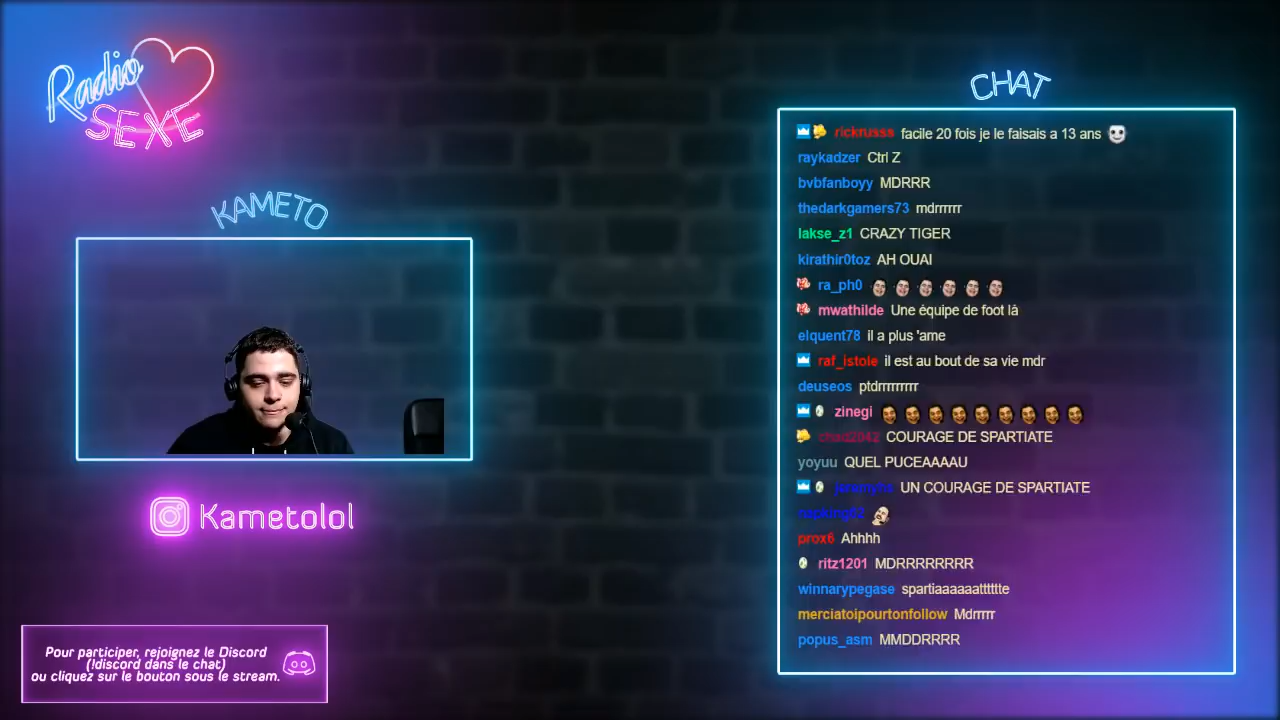 Radio
SEXE
KAMETO
Kametolol
Pour participer, rejoignez le Discord
(!discord dans le chat)
ou cliquez sur le bouton sous le stream.
CHAT
rickrusss facile 20 fois je le faisais a 13 ans
raykadzer Ctrl Z
bvbfanboyy MDRRR
thedarkgamers73 mdrrrrrr
lakse_z1 CRAZY TIGER
kirathir0toz AH OUAI
ra_ph0
mwathilde Une équipe de foot là
elquent78 il a plus 'ame
raf_istole il est au bout de sa vie mdr
deuseos ptdrrrrrrrrr
zinegi
chad2042 COURAGE DE SPARTIATE
yoyuu QUEL PUCEAAAAU
UN COURAGE DE SPARTIATE
prox6 Ahhhh
ritz1201 MDRRRRRRRR
winnarypegase spartiaaaaaattttttte
merciatoipourtonfollow Mdrrrrr
popus_asm MMDDRRRR